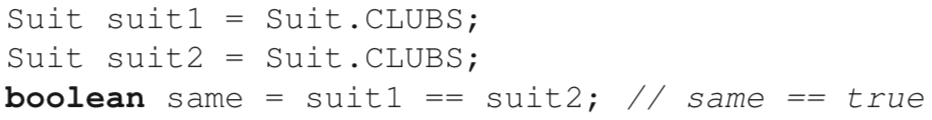 Suit suit1 = Suit.CLUBS;
Suit suit2 = Suit.CLUBS;
boolean same = suit1 == suit2; // same == true